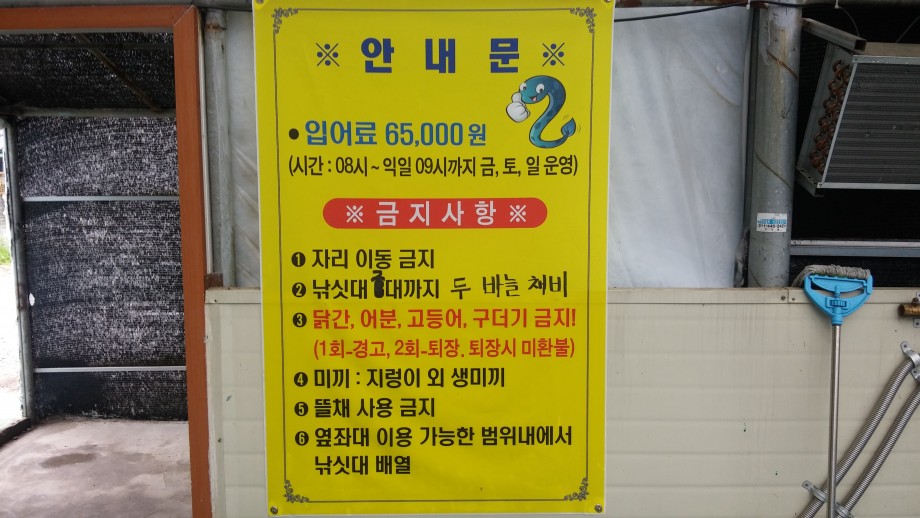 ※ 안 내 문 ※
● 입어료 65,000원
(시간 : 08시 ~ 익일 09시까지 금, 토, 일 운영)
※ 금 지 사 항 ※
❶ 자리 이동 금지
❷ 낚싯대 대까지 두 바늘 채비
❸ 닭간, 어분, 고등어, 구더기 금지!
(1회-경고, 2회-퇴장. 퇴장시 미환불)
❹ 미끼 : 지렁이 외 생미끼
❺ 뜰채 사용 금지
❻ 옆좌대 이용 가능한 범위내에서
낚싯대 배열